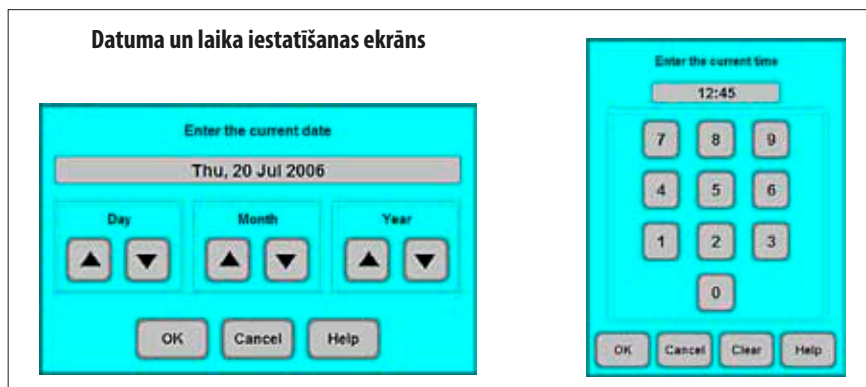 Datuma un laika iestatīšanas ekrāns
Enter the current date
Thu, 20 Jul 2006
Day Month Year
OK Cancel Help
Enter the current time
12:45
7 8 9
4 5 6
1 2 3
0
OK Cancel Clear Help